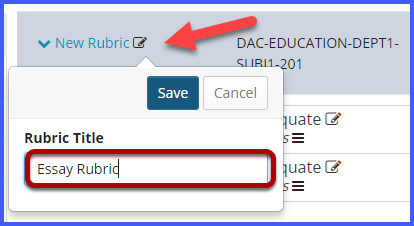 New Rubric
DAC-EDUCATION-DEPT1-
SUBJ1-201
Save
Cancel
Rubric Title
Essay Rubric
quate
s
quate
s